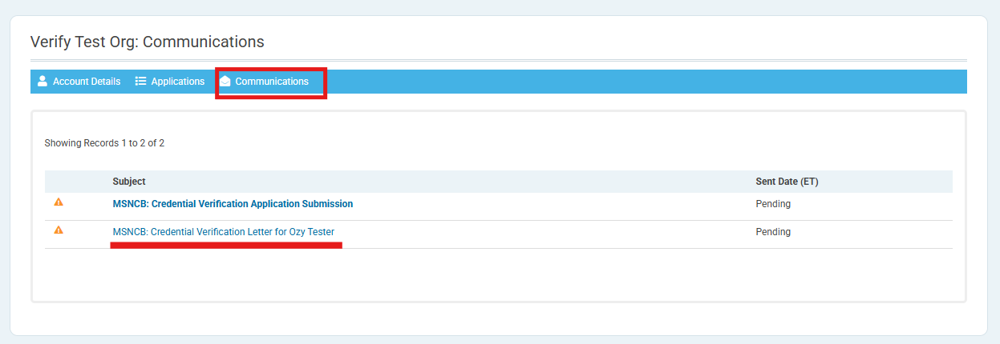 Verify Test Org: Communications
Account Details Applications Communications
Showing Records 1 to 2 of 2
Subject Sent Date (ET)
MSNCB: Credential Verification Application Submission Pending
MSNCB: Credential Verification Letter for Ozy Tester Pending